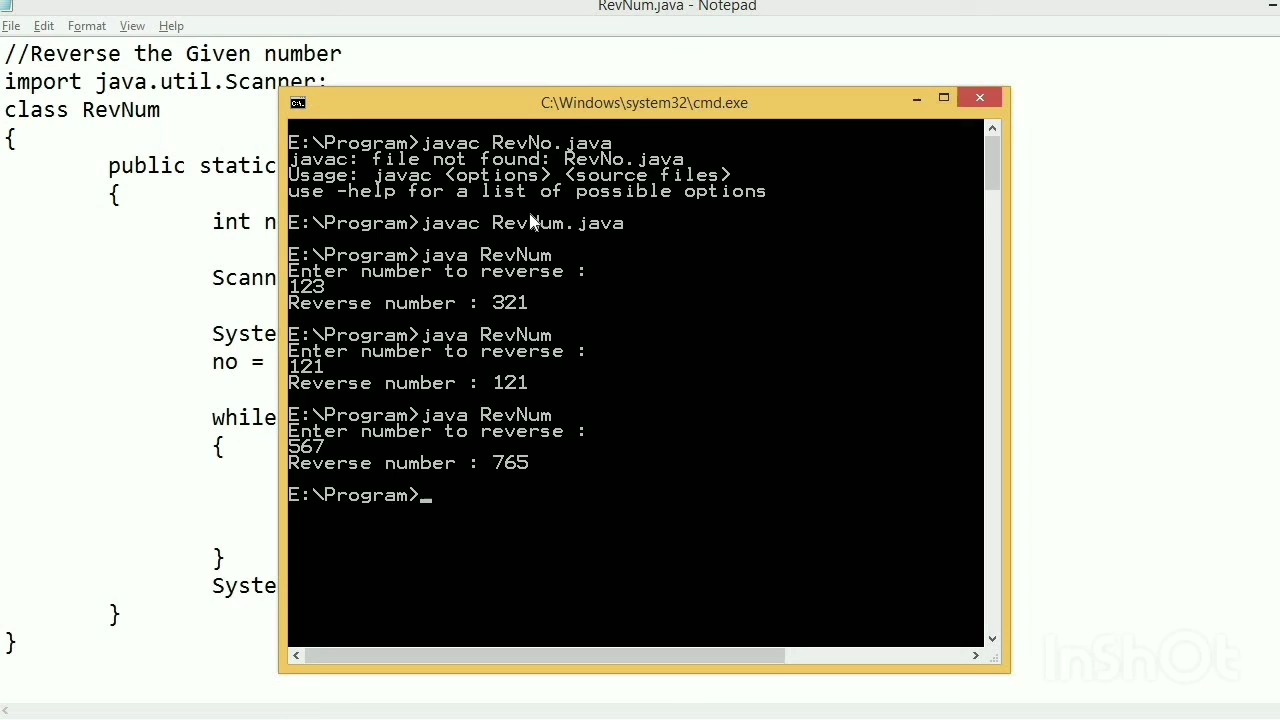 RevNum.java - Notepad
File Edit Format View Help
//Reverse the Given number
import java.util.Scanner;
class RevNum
{
public static
{
int n
Scann
Syste
no =
while
{
}
Syste
}
}
C:\Windows\system32\cmd.exe
E:\Program>javac RevNo.java
javac: file not found: RevNo.java
Usage: javac <options> <source files>
use -help for a list of possible options
E:\Program>javac RevNum.java
E:\Program>java RevNum
Enter number to reverse :
123
Reverse number : 321
E:\Program>java RevNum
Enter number to reverse :
121
Reverse number : 121
E:\Program>java RevNum
Enter number to reverse :
567
Reverse number : 765
E:\Program>_
InShOt